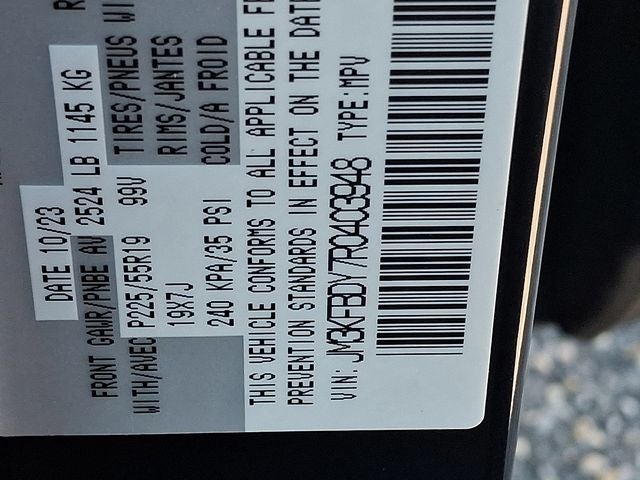 DATE 10/23
FRONT GAWR/PNBE AV 2524 LB 1145 KG
WITH/AVEC P225/55R19 99V TIRES/PNEUS WI
19X7J RIMS/JANTES
240 KPA/35 PSI COLD/A FROID
THIS VEHICLE CONFORMS TO ALL APPLICABLE
PREVENTION STANDARDS IN EFFECT ON THE DATE
VIN: JM3KFBDY7R0403948 TYPE:MPV